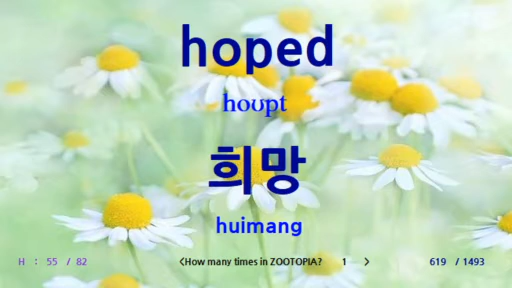 hoped
houpt
희망
huimang
H : 55 / 82 <How many times in ZOOTOPIA? 1 > 619 / 1493